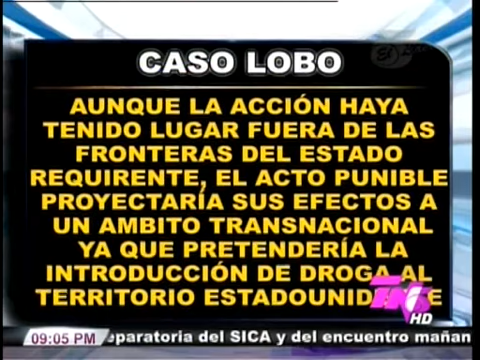 CASO LOBO
AUNQUE LA ACCIÓN HAYA
TENIDO LUGAR FUERA DE LAS
FRONTERAS DEL ESTADO
REQUIRENTE, EL ACTO PUNIBLE
PROYECTARÍA SUS EFECTOS A
UN AMBITO TRANSNACIONAL
YA QUE PRETENDERÍA LA
INTRODUCCIÓN DE DROGA AL
TERRITORIO
HD
09:05 PM eparatoria del SICA y del encuentro mañan